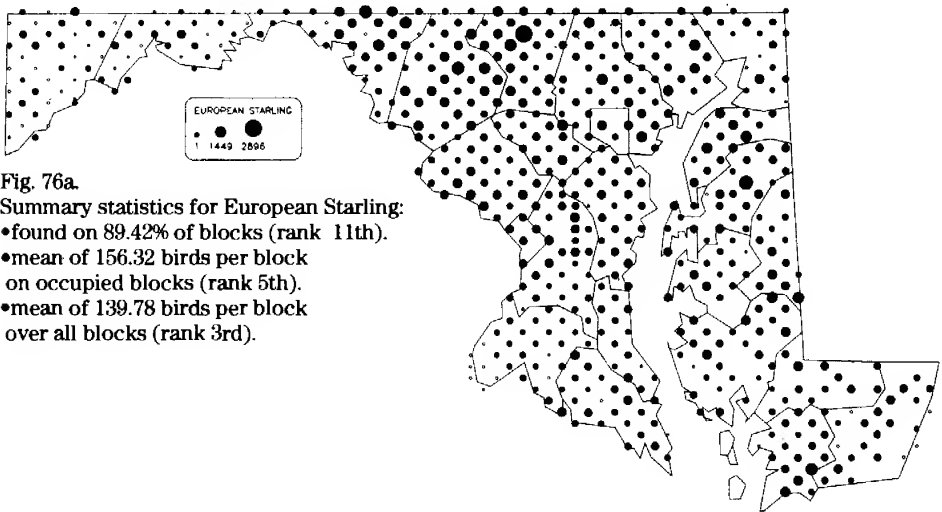 EUROPEAN STARLING
1 1449 2896
Fig. 76a.
Summary statistics for European Starling:
•found on 89.42% of blocks (rank 11th).
•mean of 156.32 birds per block
on occupied blocks (rank 5th).
•mean of 139.78 birds per block
over all blocks (rank 3rd).